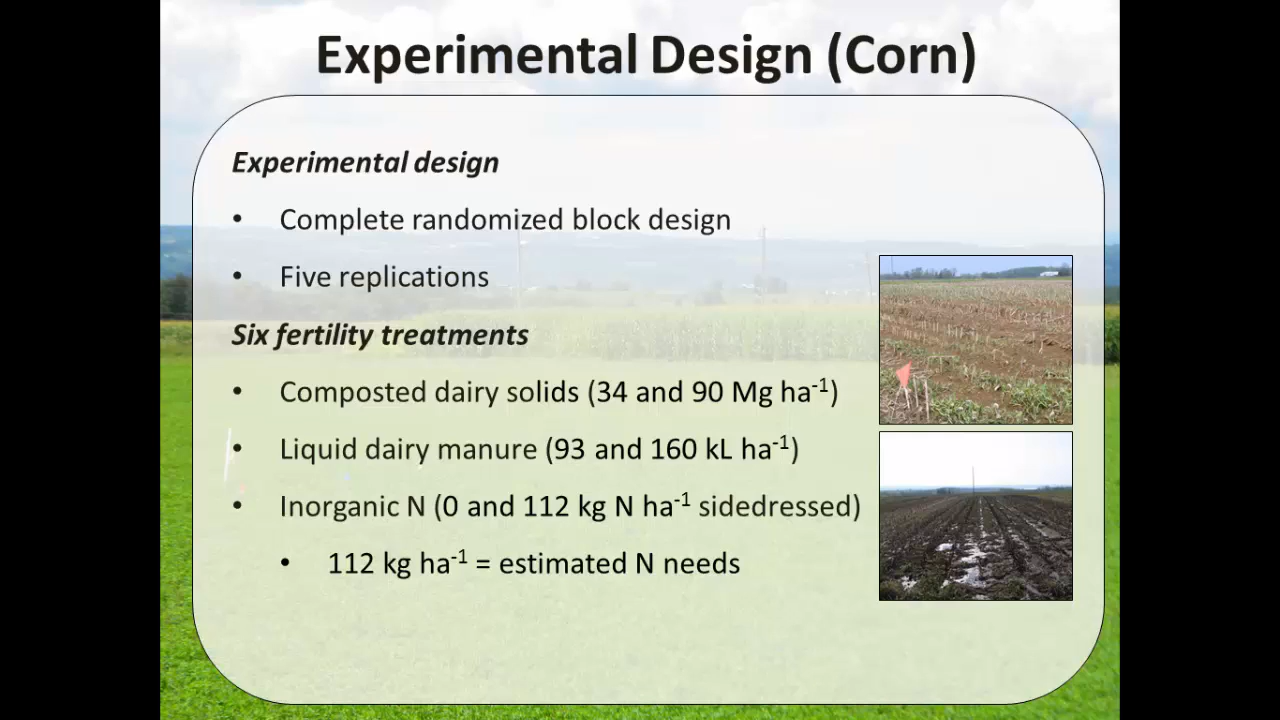 Experimental Design (Corn)
Experimental design
• Complete randomized block design
• Five replications
Six fertility treatments
• Composted dairy solids (34 and 90 Mg ha⁻¹)
• Liquid dairy manure (93 and 160 kL ha⁻¹)
• Inorganic N (0 and 112 kg N ha⁻¹ sidedressed)
• 112 kg ha⁻¹ = estimated N needs